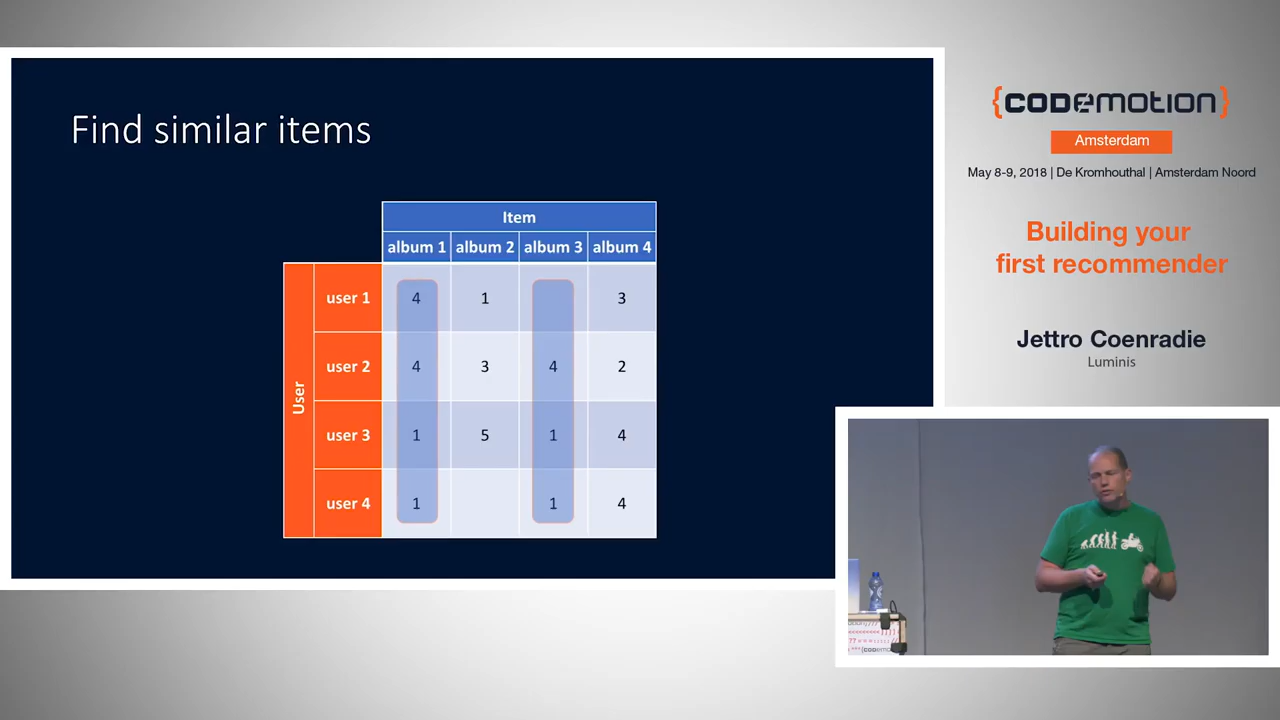 Find similar items
Item
album 1 album 2 album 3 album 4
User
user 1 4 1 3
user 2 4 3 4 2
user 3 1 5 1 4
user 4 1 1 4
{CODEMOTION}
Amsterdam
May 8-9, 2018 | De Kromhouthal | Amsterdam Noord
Building your
first recommender
Jettro Coenradie
Luminis